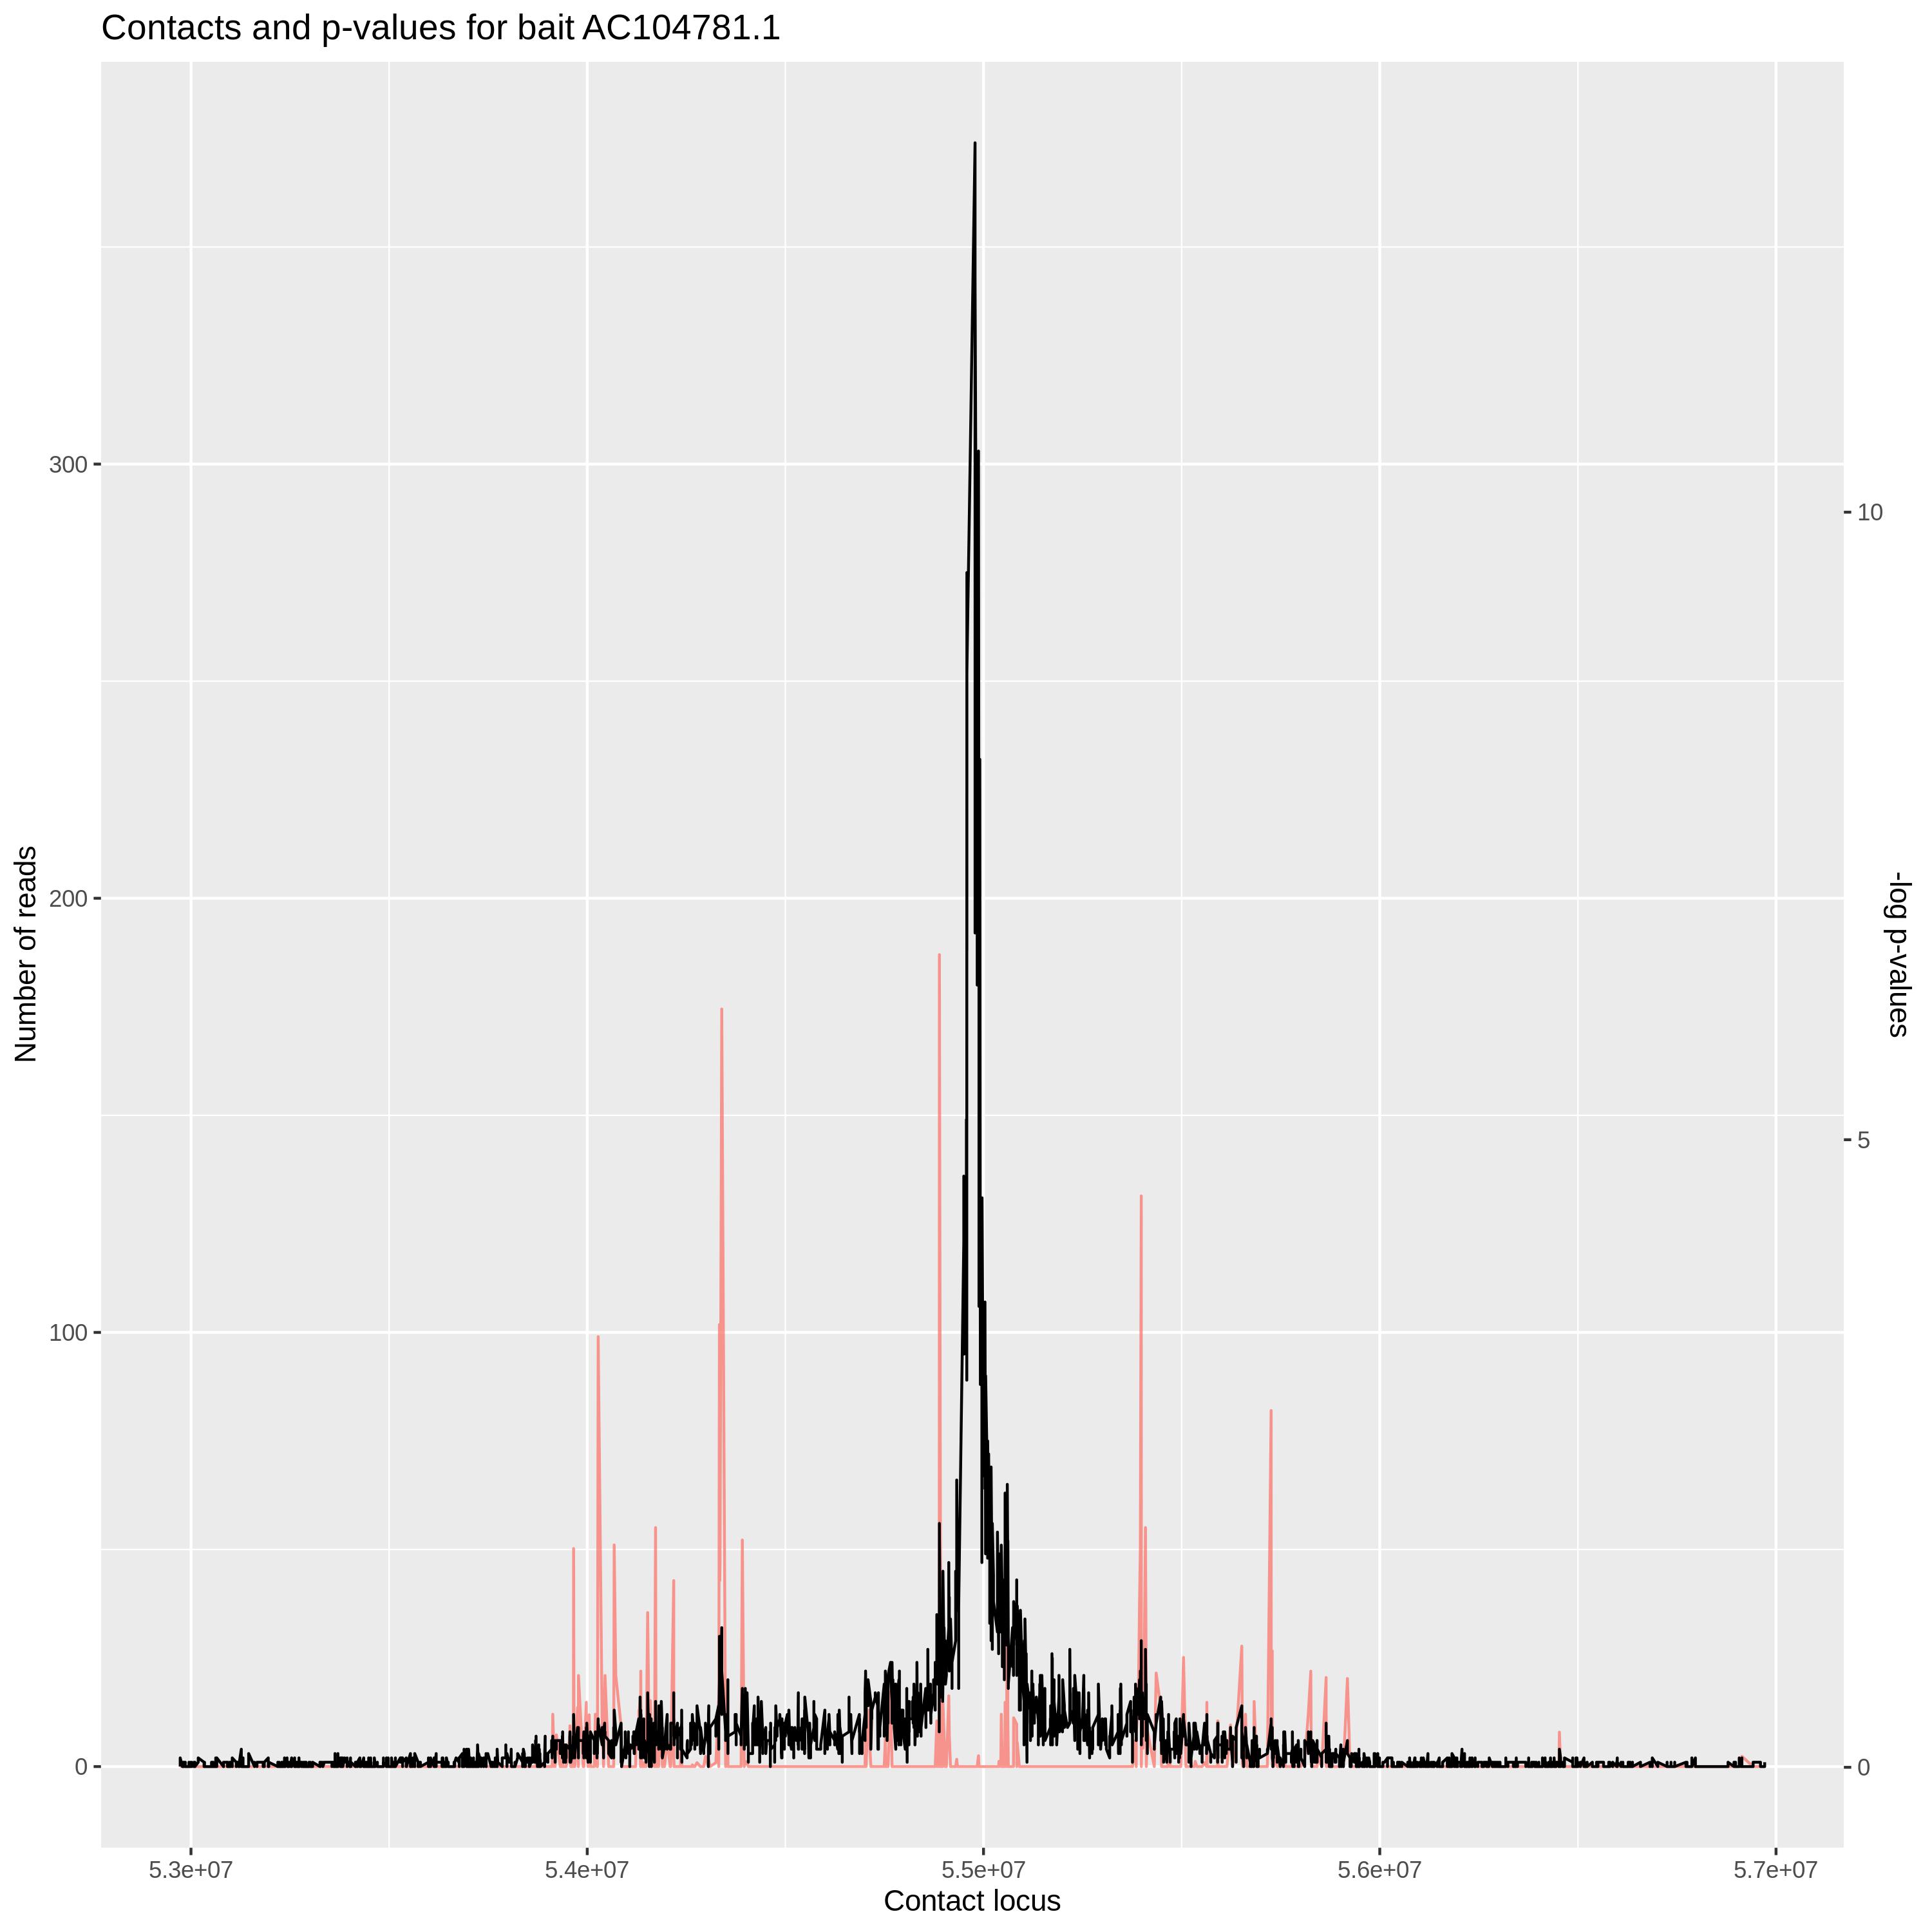 Contacts and p-values for bait AC104781.1
300
200
100
0
Number of reads
10
5
0
-log p-values
5.3e+07
5.4e+07
5.5e+07
5.6e+07
5.7e+07
Contact locus